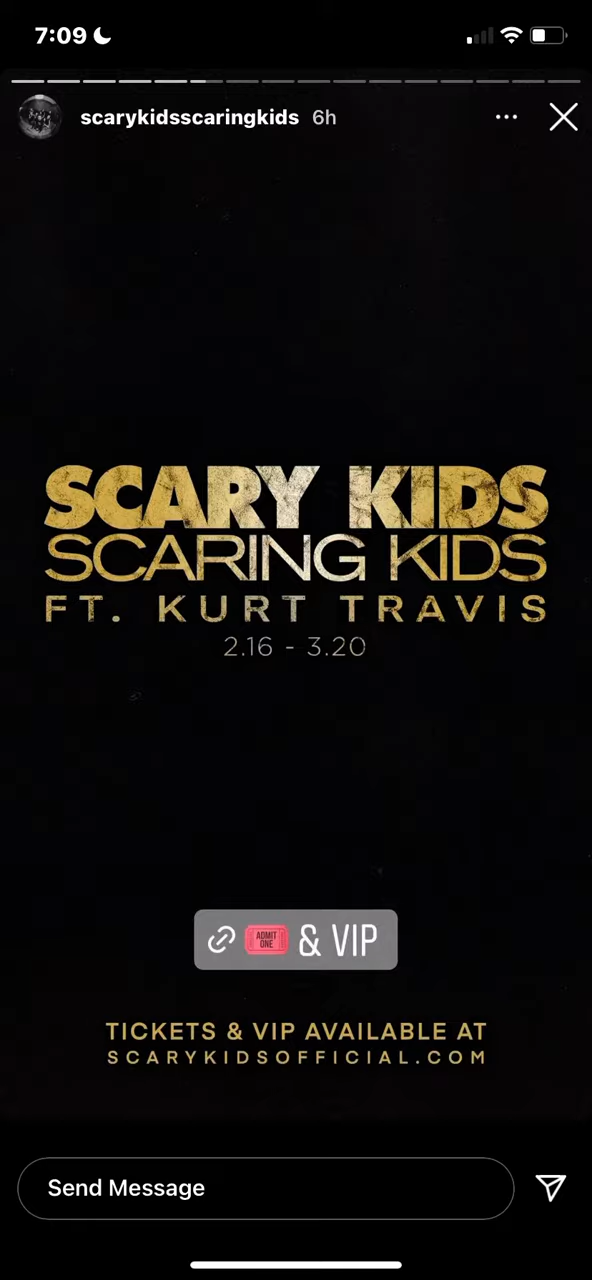 7:09
scarykidsscaringkids 6h
SCARY KIDS
SCARING KIDS
FT. KURT TRAVIS
2.16 - 3.20
ADMIT
ONE
& VIP
TICKETS & VIP AVAILABLE AT
SCARYKIDSOFFICIAL.COM
Send Message